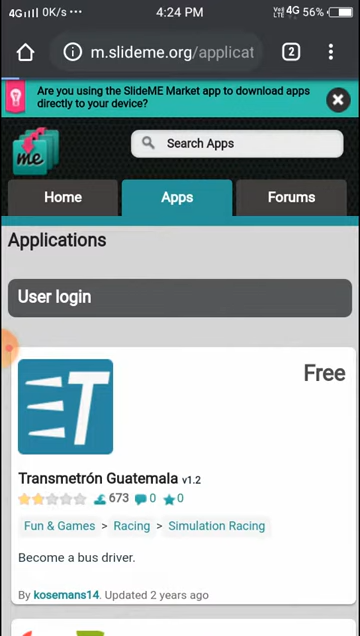 4G 0K/s ••• 4:24 PM VoLTE 4G 56%
m.slideme.org/applicat 2
Are you using the SlideME Market app to download apps
directly to your device?
me
Search Apps
Home Apps Forums
Applications
User login
T
Free
Transmetrón Guatemala v1.2
673 0 0
Fun & Games > Racing > Simulation Racing
Become a bus driver.
By kosemans14. Updated 2 years ago